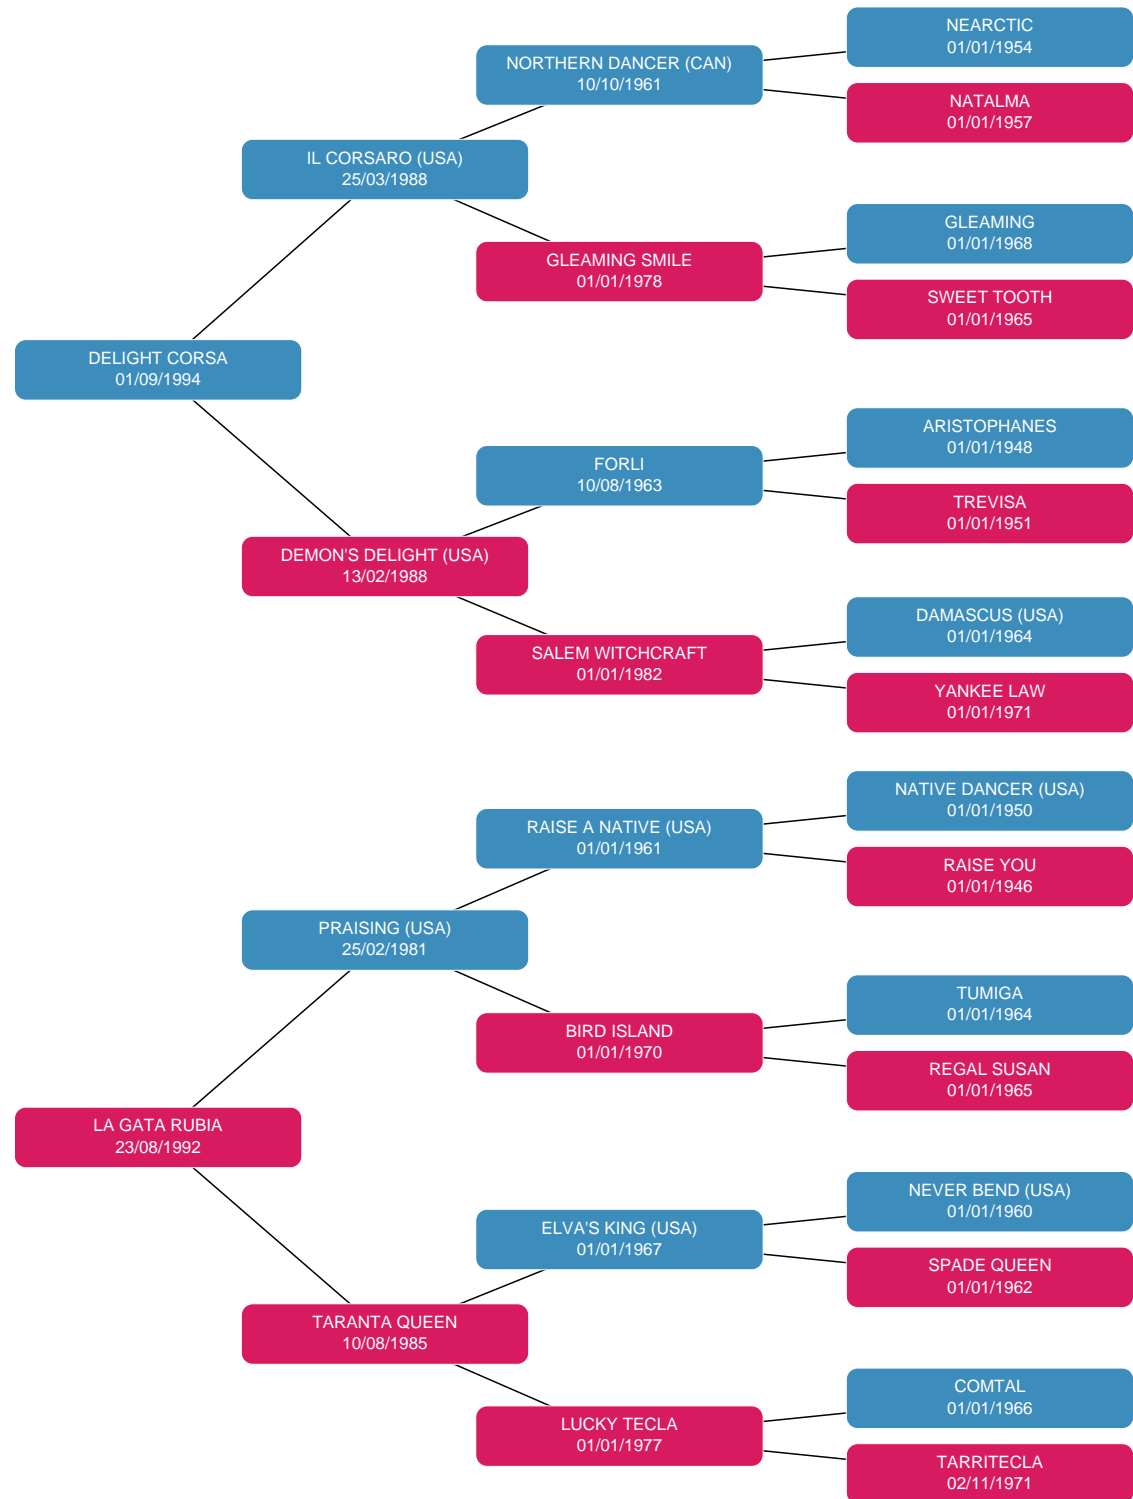 NEARCTIC
01/01/1954
NORTHERN DANCER (CAN)
10/10/1961
NATALMA
01/01/1957
IL CORSARO (USA)
25/03/1988
GLEAMING
01/01/1968
GLEAMING SMILE
01/01/1978
SWEET TOOTH
01/01/1965
DELIGHT CORSA
01/09/1994
ARISTOPHANES
01/01/1948
FORLI
10/08/1963
TREVISA
01/01/1951
DEMON'S DELIGHT (USA)
13/02/1988
DAMASCUS (USA)
01/01/1964
SALEM WITCHCRAFT
01/01/1982
YANKEE LAW
01/01/1971
NATIVE DANCER (USA)
01/01/1950
RAISE A NATIVE (USA)
01/01/1961
RAISE YOU
01/01/1946
PRAISING (USA)
25/02/1981
TUMIGA
01/01/1964
BIRD ISLAND
01/01/1970
REGAL SUSAN
01/01/1965
LA GATA RUBIA
23/08/1992
NEVER BEND (USA)
01/01/1960
ELVA'S KING (USA)
01/01/1967
SPADE QUEEN
01/01/1962
TARANTA QUEEN
10/08/1985
COMTAL
01/01/1966
LUCKY TECLA
01/01/1977
TARRITECLA
02/11/1971